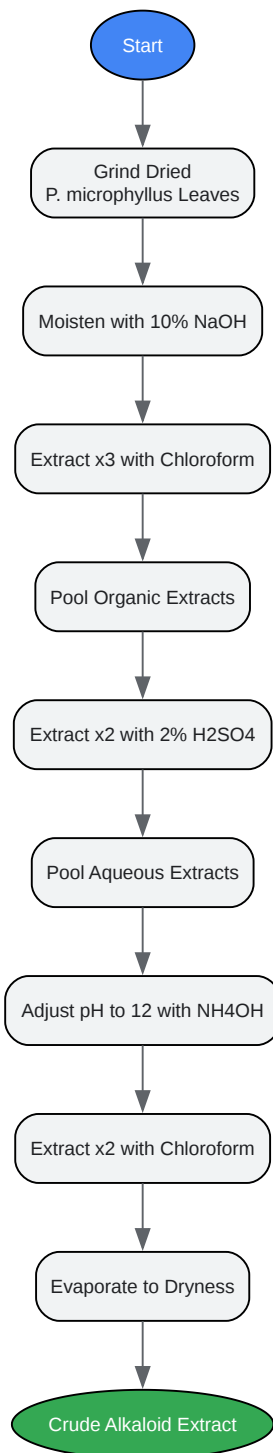 Start
Grind Dried
P. microphyllus Leaves
Moisten with 10% NaOH
Extract x3 with Chloroform
Pool Organic Extracts
Extract x2 with 2% H2SO4
Pool Aqueous Extracts
Adjust pH to 12 with NH4OH
Extract x2 with Chloroform
Evaporate to Dryness
Crude Alkaloid Extract